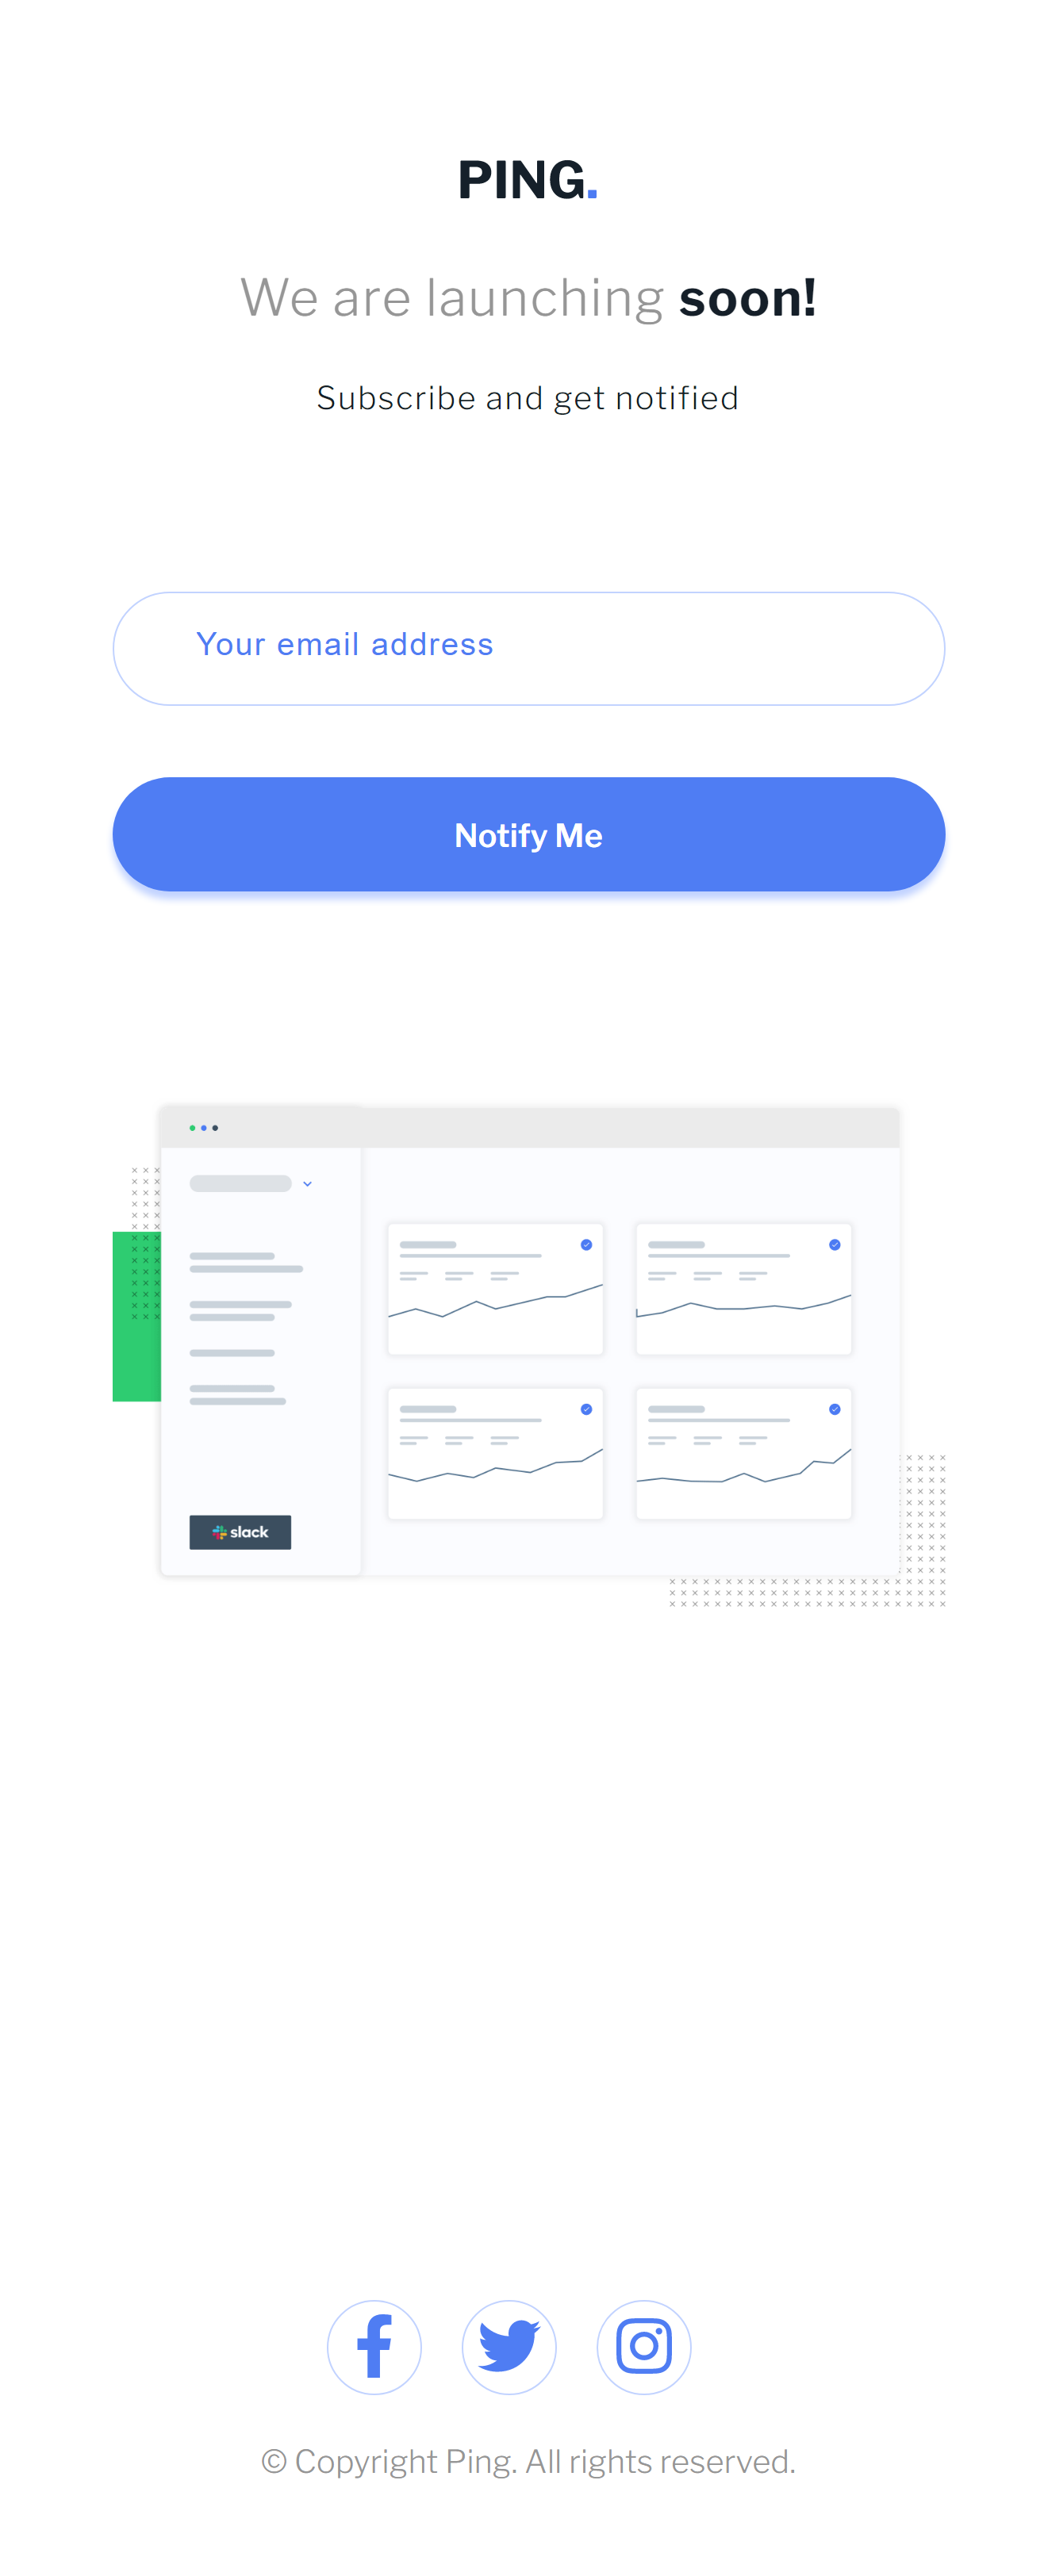 PING.
We are launching soon!
Subscribe and get notified
Your email address
Notify Me
slack
© Copyright Ping. All rights reserved.